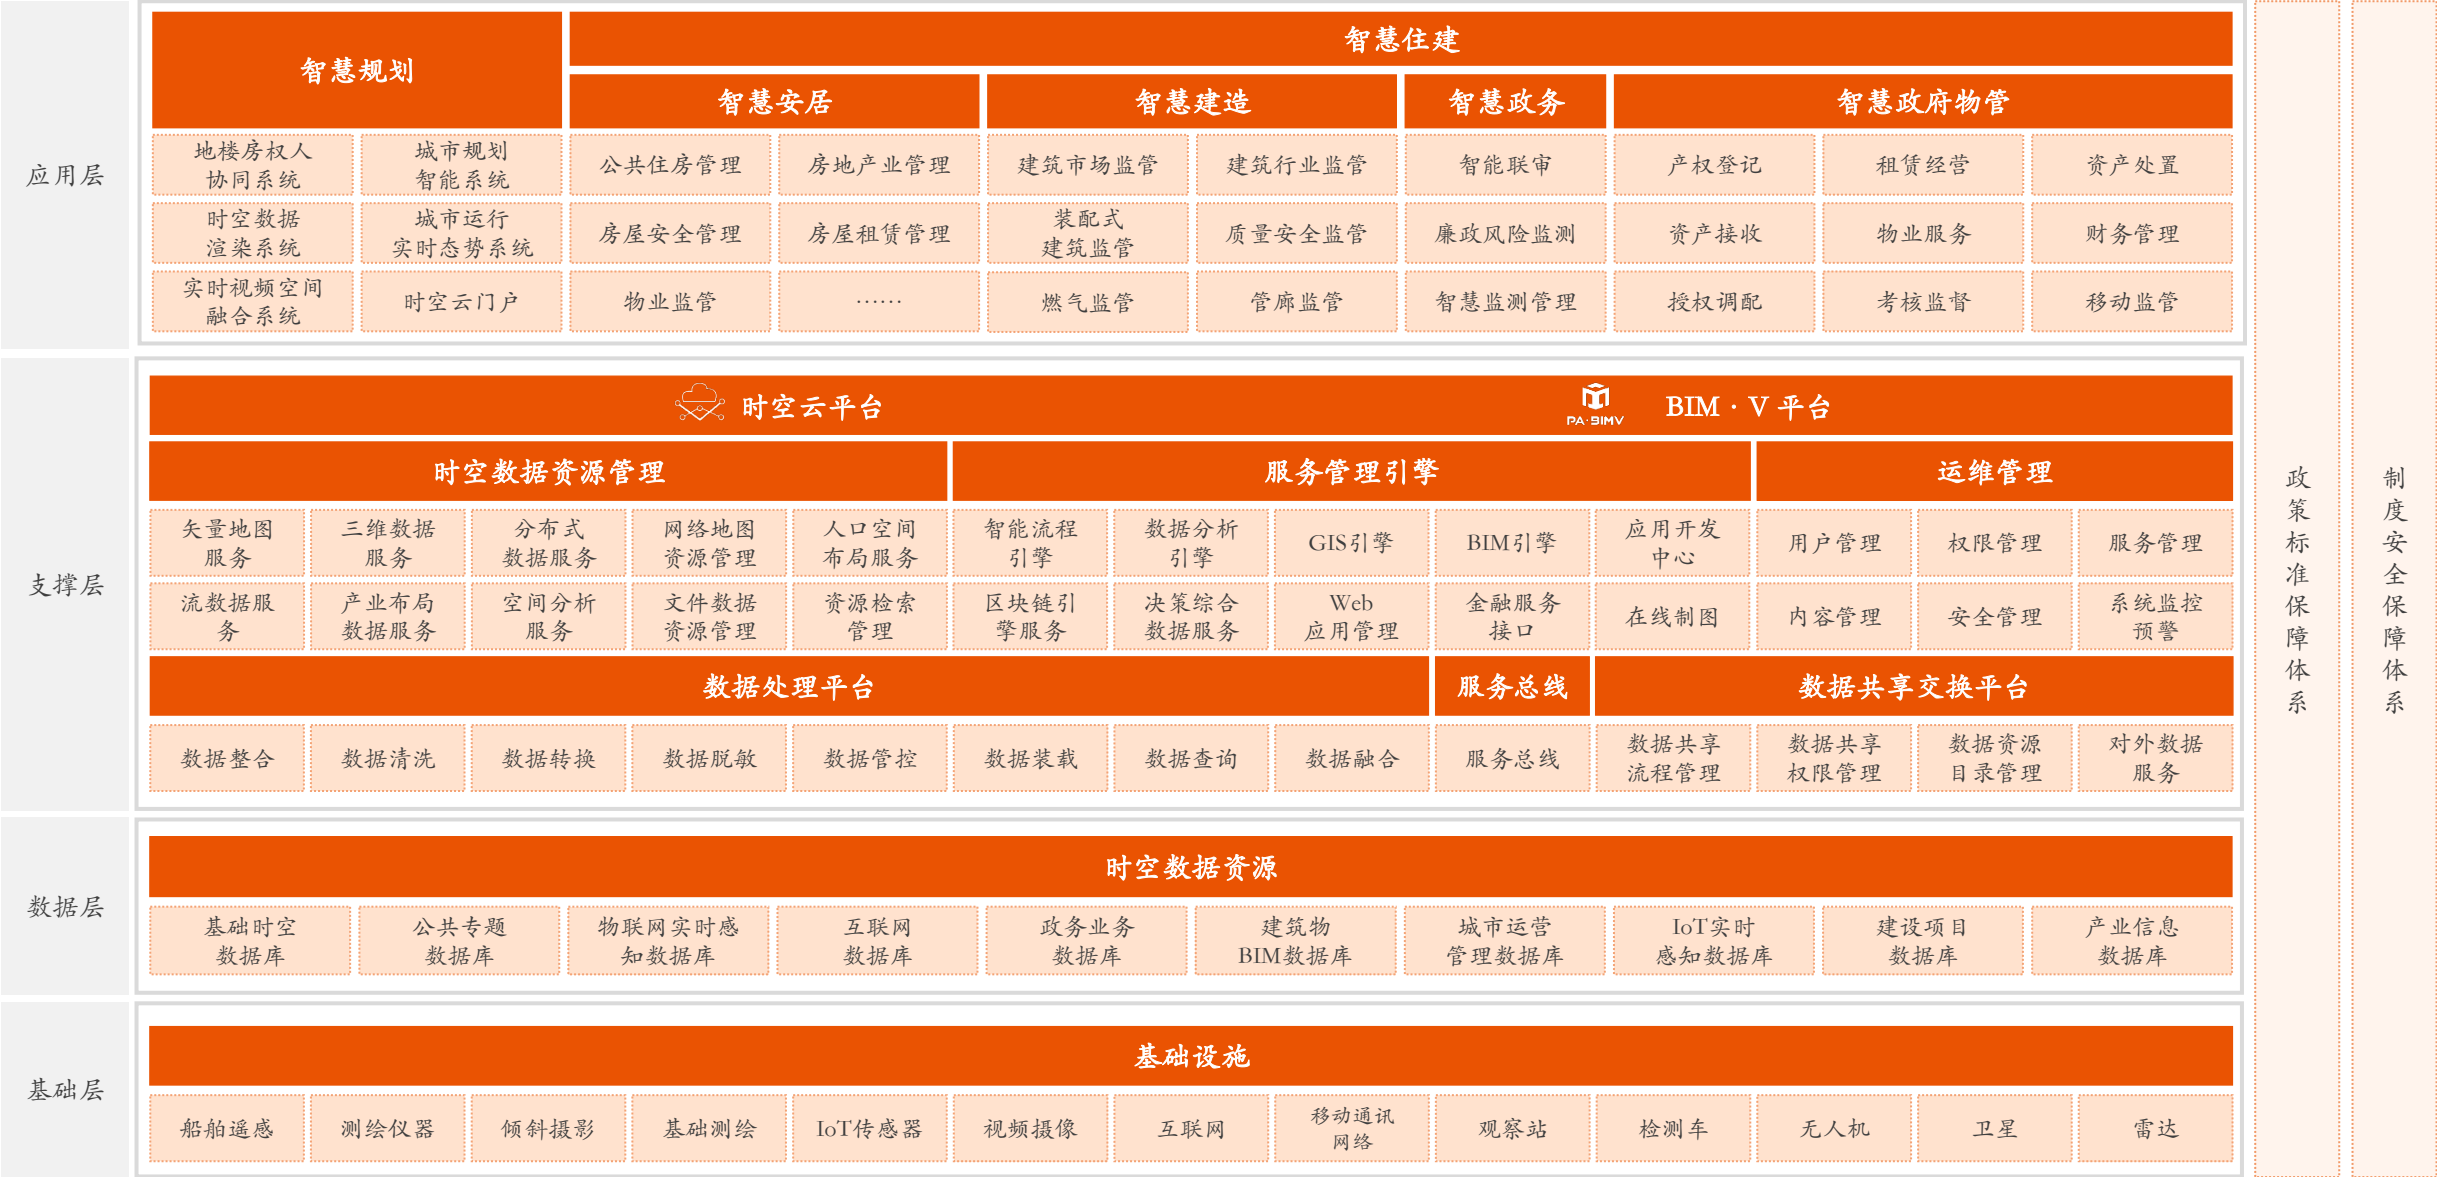 应用层
智慧规划
智慧住建
智慧安居
智慧建造
智慧政务
智慧政府物管
地楼房权人
协同系统
城市规划
智能系统
公共住房管理
房地产业管理
建筑市场监管
建筑行业监管
智能联审
产权登记
租赁经营
资产处置
时空数据
渲染系统
城市运行
实时态势系统
房屋安全管理
房屋租赁管理
装配式
建筑监管
质量安全监管
廉政风险监测
资产接收
物业服务
财务管理
实时视频空间
融合系统
时空云门户
物业监管
……
燃气监管
管廊监管
智慧监测管理
授权调配
考核监督
移动监管
支撑层
时空云平台
PA·BIMV
BIM · V 平台
时空数据资源管理
服务管理引擎
运维管理
矢量地图
服务
三维数据
服务
分布式
数据服务
网络地图
资源管理
人口空间
布局服务
智能流程
引擎
数据分析
引擎
GIS引擎
BIM引擎
应用开发
中心
用户管理
权限管理
服务管理
流数据服
务
产业布局
数据服务
空间分析
服务
文件数据
资源管理
资源检索
管理
区块链引
擎服务
决策综合
数据服务
Web
应用管理
金融服务
接口
在线制图
内容管理
安全管理
系统监控
预警
数据处理平台
服务总线
数据共享交换平台
数据整合
数据清洗
数据转换
数据脱敏
数据管控
数据装载
数据查询
数据融合
服务总线
数据共享
流程管理
数据共享
权限管理
数据资源
目录管理
对外数据
服务
数据层
时空数据资源
基础时空
数据库
公共专题
数据库
物联网实时感
知数据库
互联网
数据库
政务业务
数据库
建筑物
BIM数据库
城市运营
管理数据库
IoT实时
感知数据库
建设项目
数据库
产业信息
数据库
基础层
基础设施
船舶遥感
测绘仪器
倾斜摄影
基础测绘
IoT传感器
视频摄像
互联网
移动通讯
网络
观察站
检测车
无人机
卫星
雷达
政策标准保障体系
制度安全保障体系